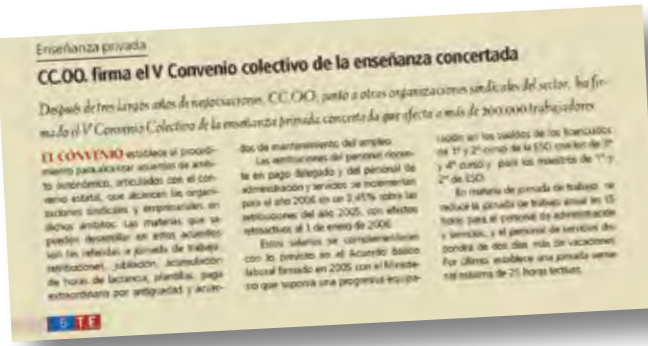 Enseñanza privada
CC.OO. firma el V Convenio colectivo de la enseñanza concertada
Después de tres largos años de negociaciones, CC.OO., junto a otras organizaciones sindicales del sector, ha fir-
mado el V Convenio Colectivo de la enseñanza privada concertada que afecta a más de 200.000 trabajadores
EL CONVENIO establece el procedi-
miento para alcanzar acuerdos de ámbi-
to autonómico, articulados con el con-
venio estatal, que alcancen las organi-
zaciones sindicales y empresariales en
dichos ámbitos. Las materias que se
pueden desarrollar en estos acuerdos
son las referidas a jornada de trabajo,
retribuciones, jubilación, acumulación
de horas de lactancia, plantillas, paga
extraordinaria por antigüedad y acuer-
dos de mantenimiento del empleo.
Las retribuciones del personal docen-
te en pago delegado y del personal de
administración y servicios se incrementan
para el año 2006 en un 3,45% sobre las
retribuciones del año 2005, con efectos
retroactivos al 1 de enero de 2006.
Estos salarios se complementarán
con lo previsto en el Acuerdo básico
laboral firmado en 2005 con el Ministe-
rio que suponía una progresiva equipa-
ración en los sueldos de los licenciados
de 1º y 2º curso de la ESO con los de 3º
y 4º curso y para los maestros de 1º y
2º de ESO.
En materia de jornada de trabajo se
reduce la jornada de trabajo anual en 15
horas para el personal de administración
y servicios, y el personal de servicios dis-
pondrá de dos días más de vacaciones.
Por último, establece una jornada sema-
nal máxima de 25 horas lectivas.
6 T.E